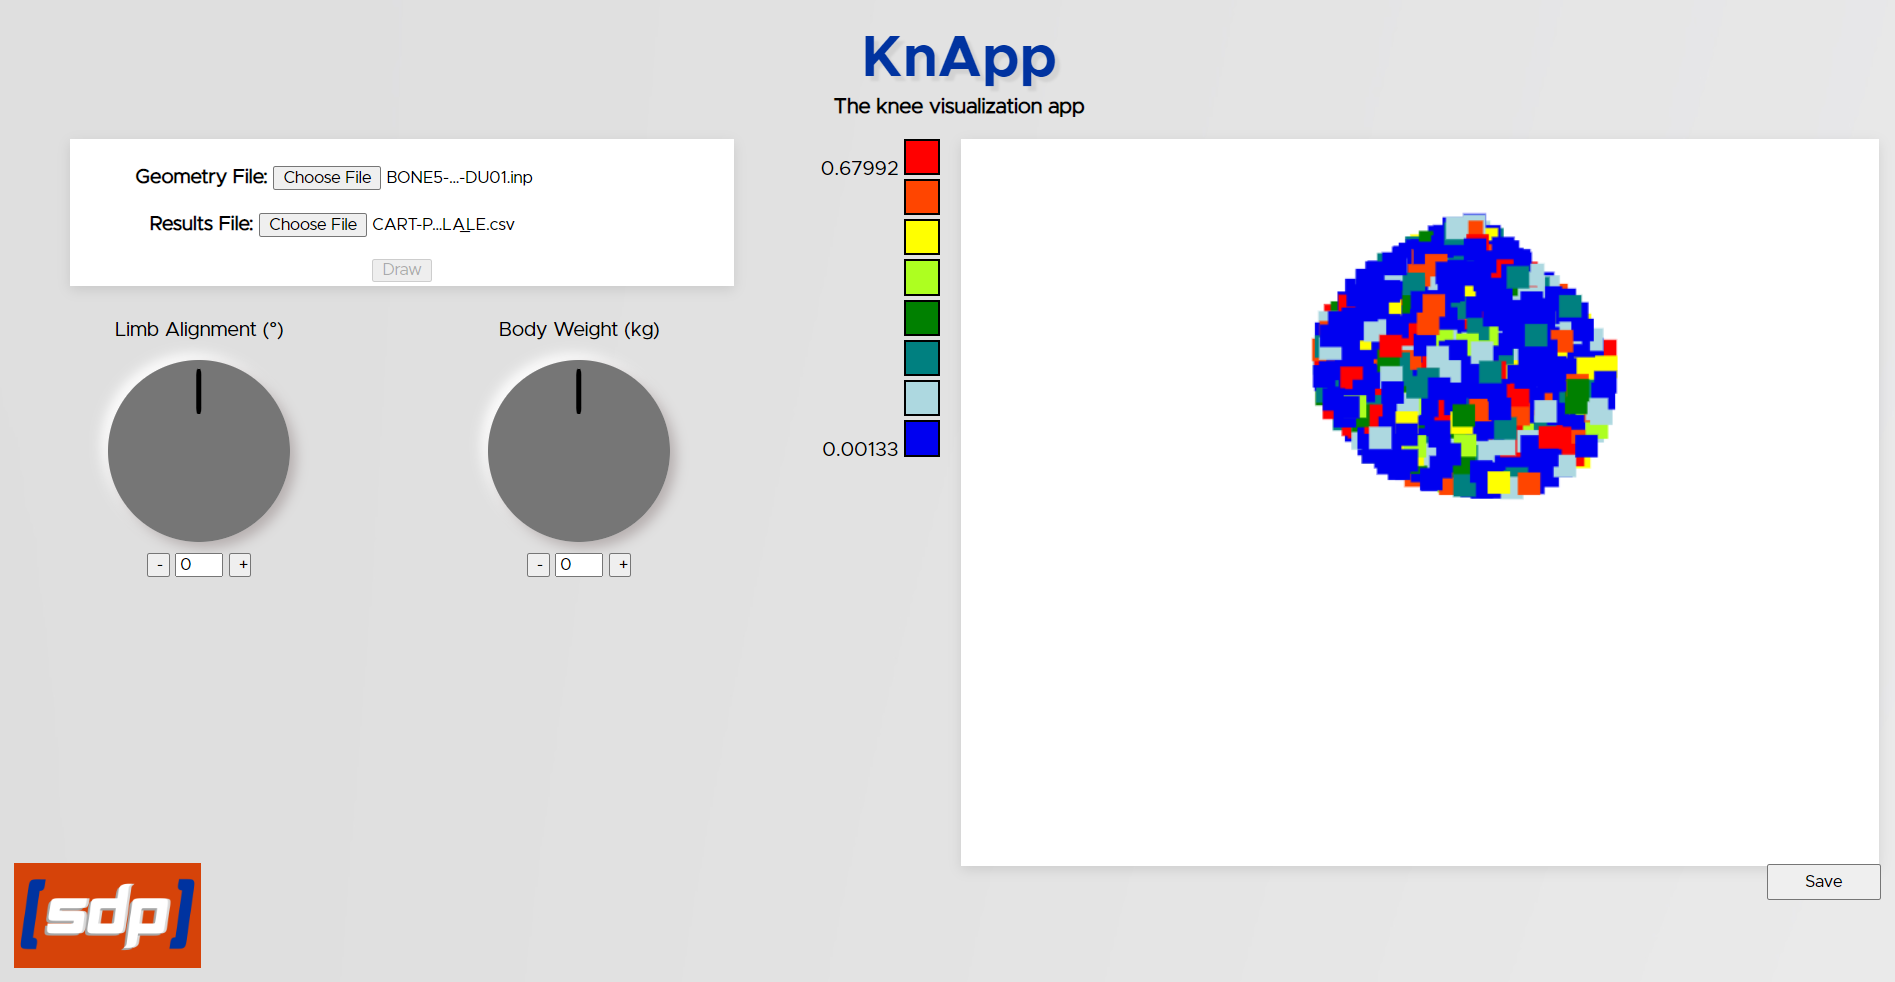 KnApp
The knee visualization app
Geometry File: Choose File BONE5-...-DU01.inp
Results File: Choose File CART-P...LALE.csv
Draw
Limb Alignment (°)
Body Weight (kg)
- 0 +
- 0 +
0.67992
0.00133
Save
[sdp]